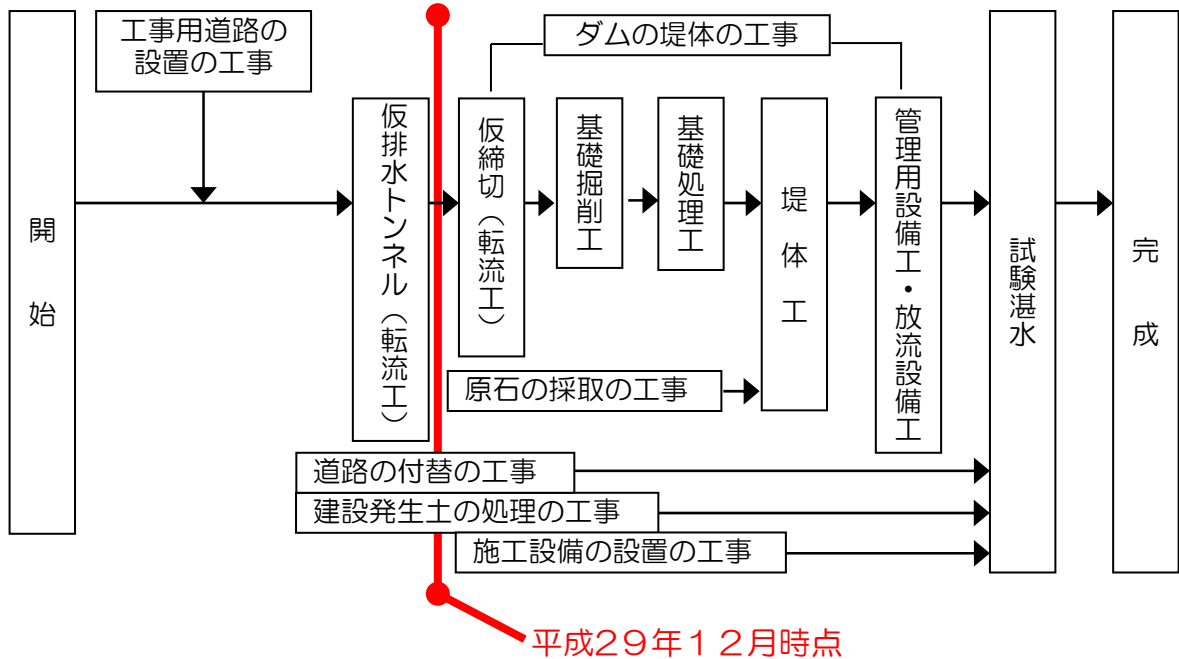 工事用道路の
設置の工事
ダムの堤体の工事
開始
仮排水トンネル（転流工）
仮締切（転流工）
基礎掘削工
基礎処理工
堤体工
管理用設備工・放流設備工
試験湛水
完成
原石の採取の工事
道路の付替の工事
建設発生土の処理の工事
施工設備の設置の工事
平成２９年１２月時点